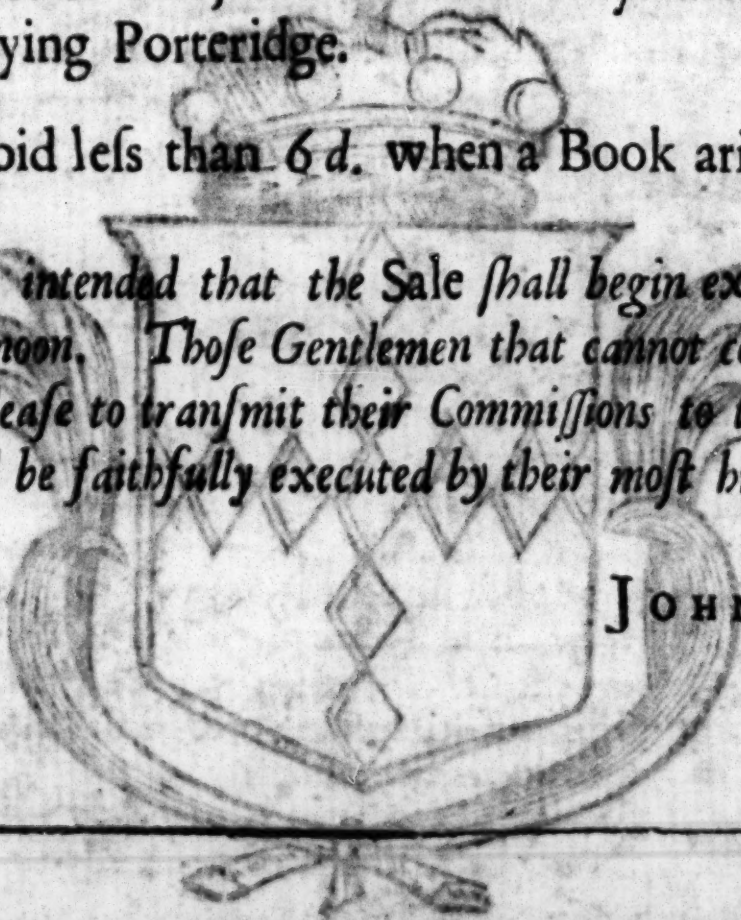 ying Porteridge.
bid leſs than 6 d. when a Book ari
intended that the Sale ſhall begin ex
noon. Thoſe Gentlemen that cannot c
eaſe to tranſmit their Commiſſions to t
be faithfully executed by their moſt h
JOHN